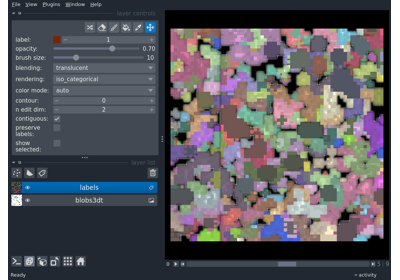 File View Plugins Window Help
layer controls
label: 1
opacity: 0.70
brush size: 10
blending: translucent
rendering: iso_categorical
color mode: auto
contour: 0
n edit dim: 2
contiguous:
preserve
labels:
show
selected:
layer list
labels
blobs3dt
Ready
activity